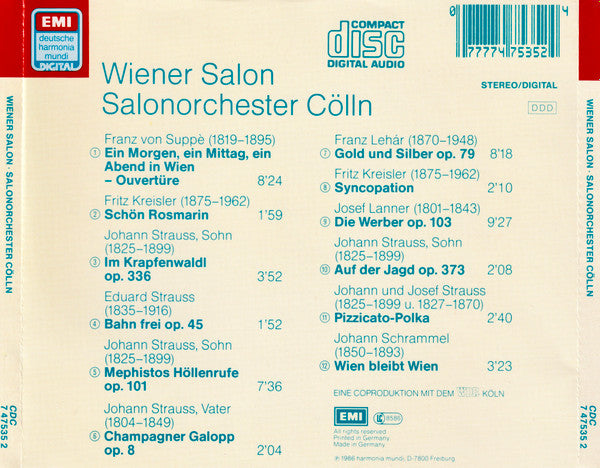 WIENER SALON · SALONORCHESTER CÖLLN
CDC
7 47535 2
EMI
deutsche
harmonia
mundi
DIGITAL
COMPACT
disc
DIGITAL AUDIO
0
77774 75352
4
STEREO/DIGITAL
DDD
Wiener Salon
Salonorchester Cölln
Franz von Suppè (1819–1895)
1 Ein Morgen, ein Mittag, ein
Abend in Wien
– Ouvertüre 8'24
Fritz Kreisler (1875–1962)
2 Schön Rosmarin 1'59
Johann Strauss, Sohn
(1825–1899)
3 Im Krapfenwaldl
op. 336 3'52
Eduard Strauss
(1835–1916)
4 Bahn frei op. 45 1'52
Johann Strauss, Sohn
(1825–1899)
5 Mephistos Höllenrufe
op. 101 7'36
Johann Strauss, Vater
(1804–1849)
6 Champagner Galopp
op. 8 2'04
Franz Lehár (1870–1948)
7 Gold und Silber op. 79 8'18
Fritz Kreisler (1875–1962)
8 Syncopation 2'10
Josef Lanner (1801–1843)
9 Die Werber op. 103 9'27
Johann Strauss, Sohn
(1825–1899)
10 Auf der Jagd op. 373 2'08
Johann und Josef Strauss
(1825–1899 u. 1827–1870)
11 Pizzicato-Polka 2'40
Johann Schrammel
(1850–1893)
12 Wien bleibt Wien 3'23
EINE COPRODUKTION MIT DEM WDR KÖLN
EMI
LC 8586
All rights reserved
Printed in Germany
Made in Germany
℗ 1986 harmonia mundi, D-7800 Freiburg
WIENER SALON · SALONORCHESTER CÖLLN
CDC
7 47535 2